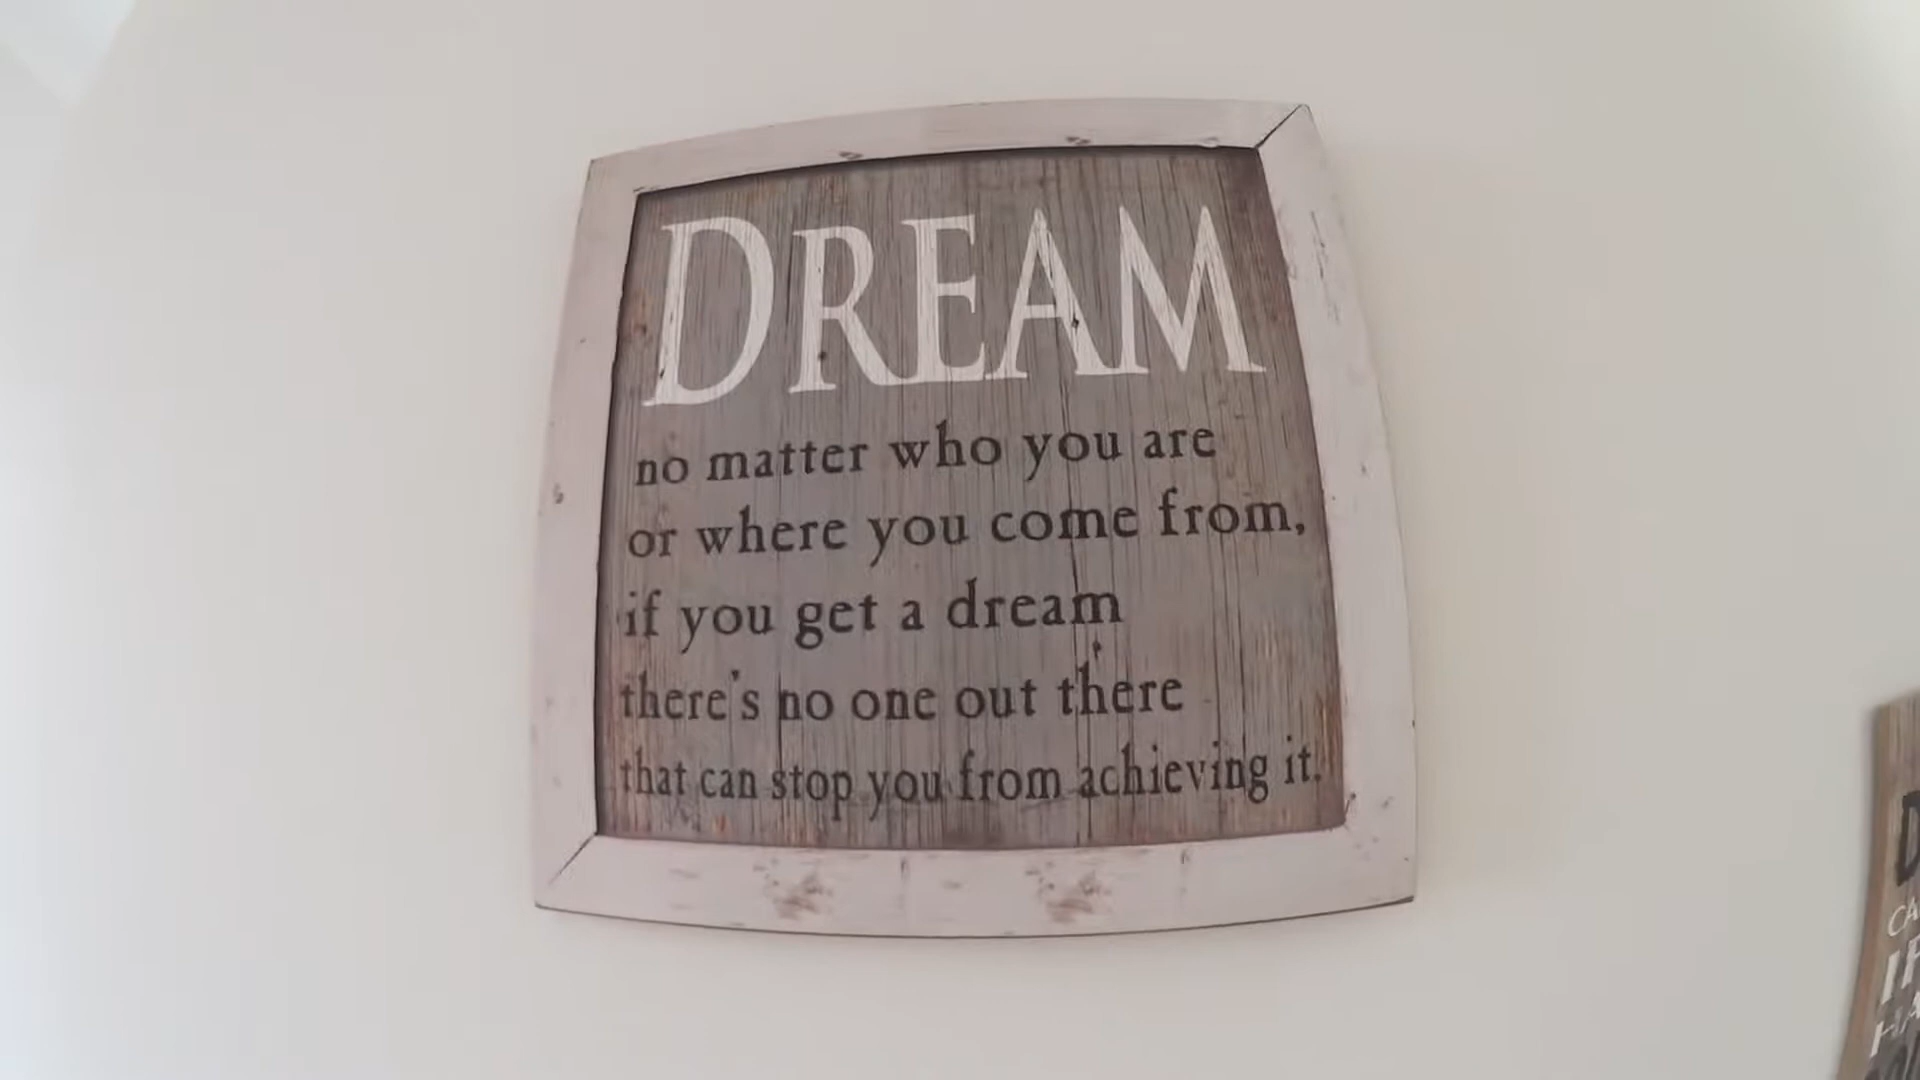 DREAM
no matter who you are
or where you come from,
if you get a dream
there's no one out there
that can stop you from achieving it.